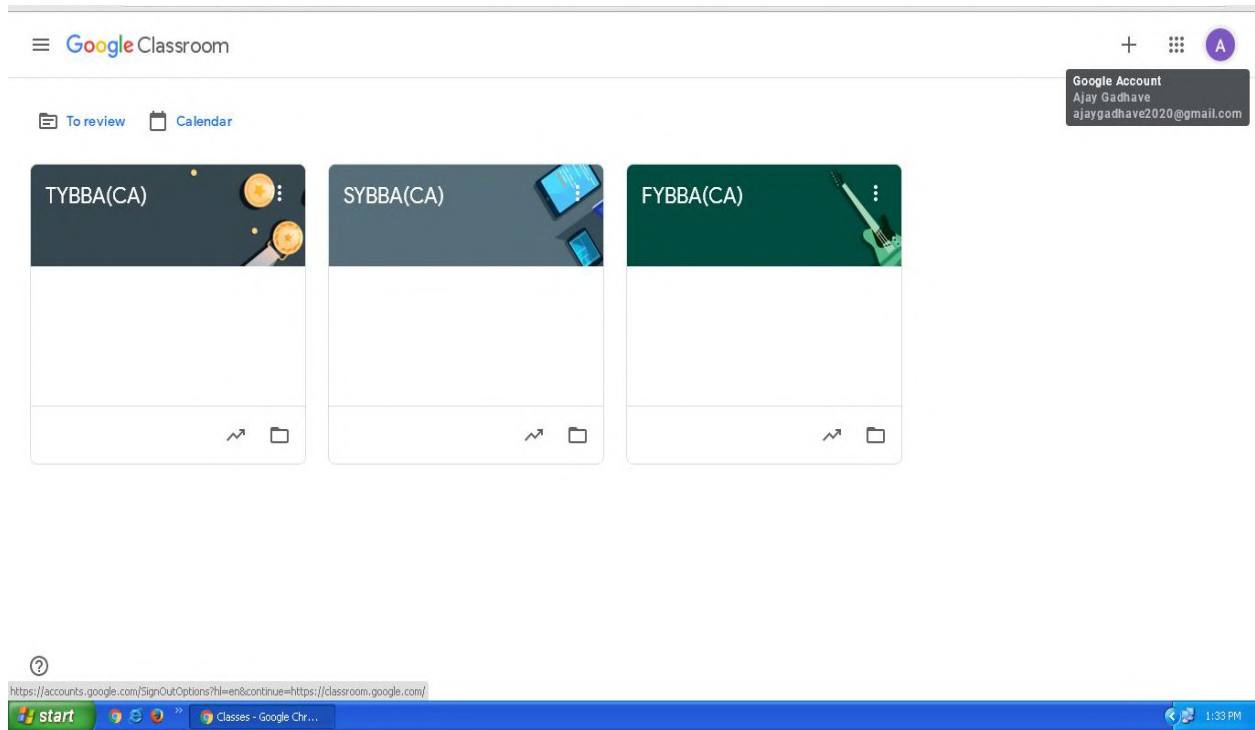 Google Classroom
A
Google Account
Ajay Gadhave
ajaygadhave2020@gmail.com
To review Calendar
TYBBA(CA) SYBBA(CA) FYBBA(CA)
https://accounts.google.com/SignOutOptions?hl=en&continue=https://classroom.google.com/
start Classes - Google Chr... 1:33 PM